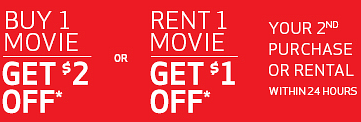 BUY 1
MOVIE
GET $2
OFF*
OR
RENT 1
MOVIE
GET $1
OFF*
YOUR 2ND
PURCHASE
OR RENTAL
WITHIN 24 HOURS